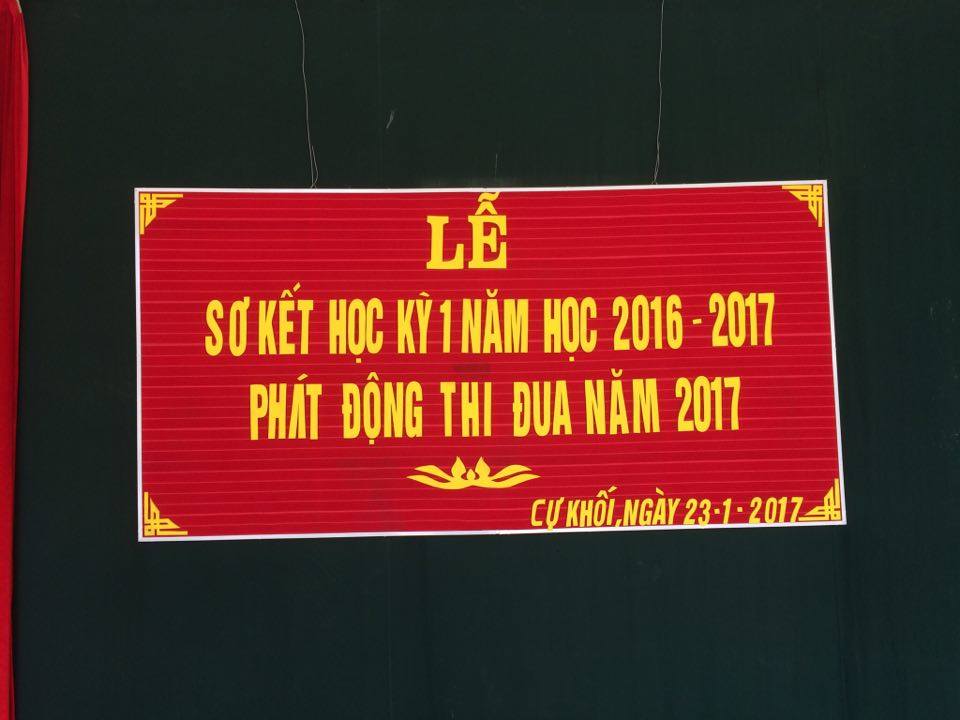 LỄ
SƠ KẾT HỌC KỲ 1 NĂM HỌC 2016 - 2017
PHÁT ĐỘNG THI ĐUA NĂM 2017
CỰ KHỐI, NGÀY 23 - 1 - 2017